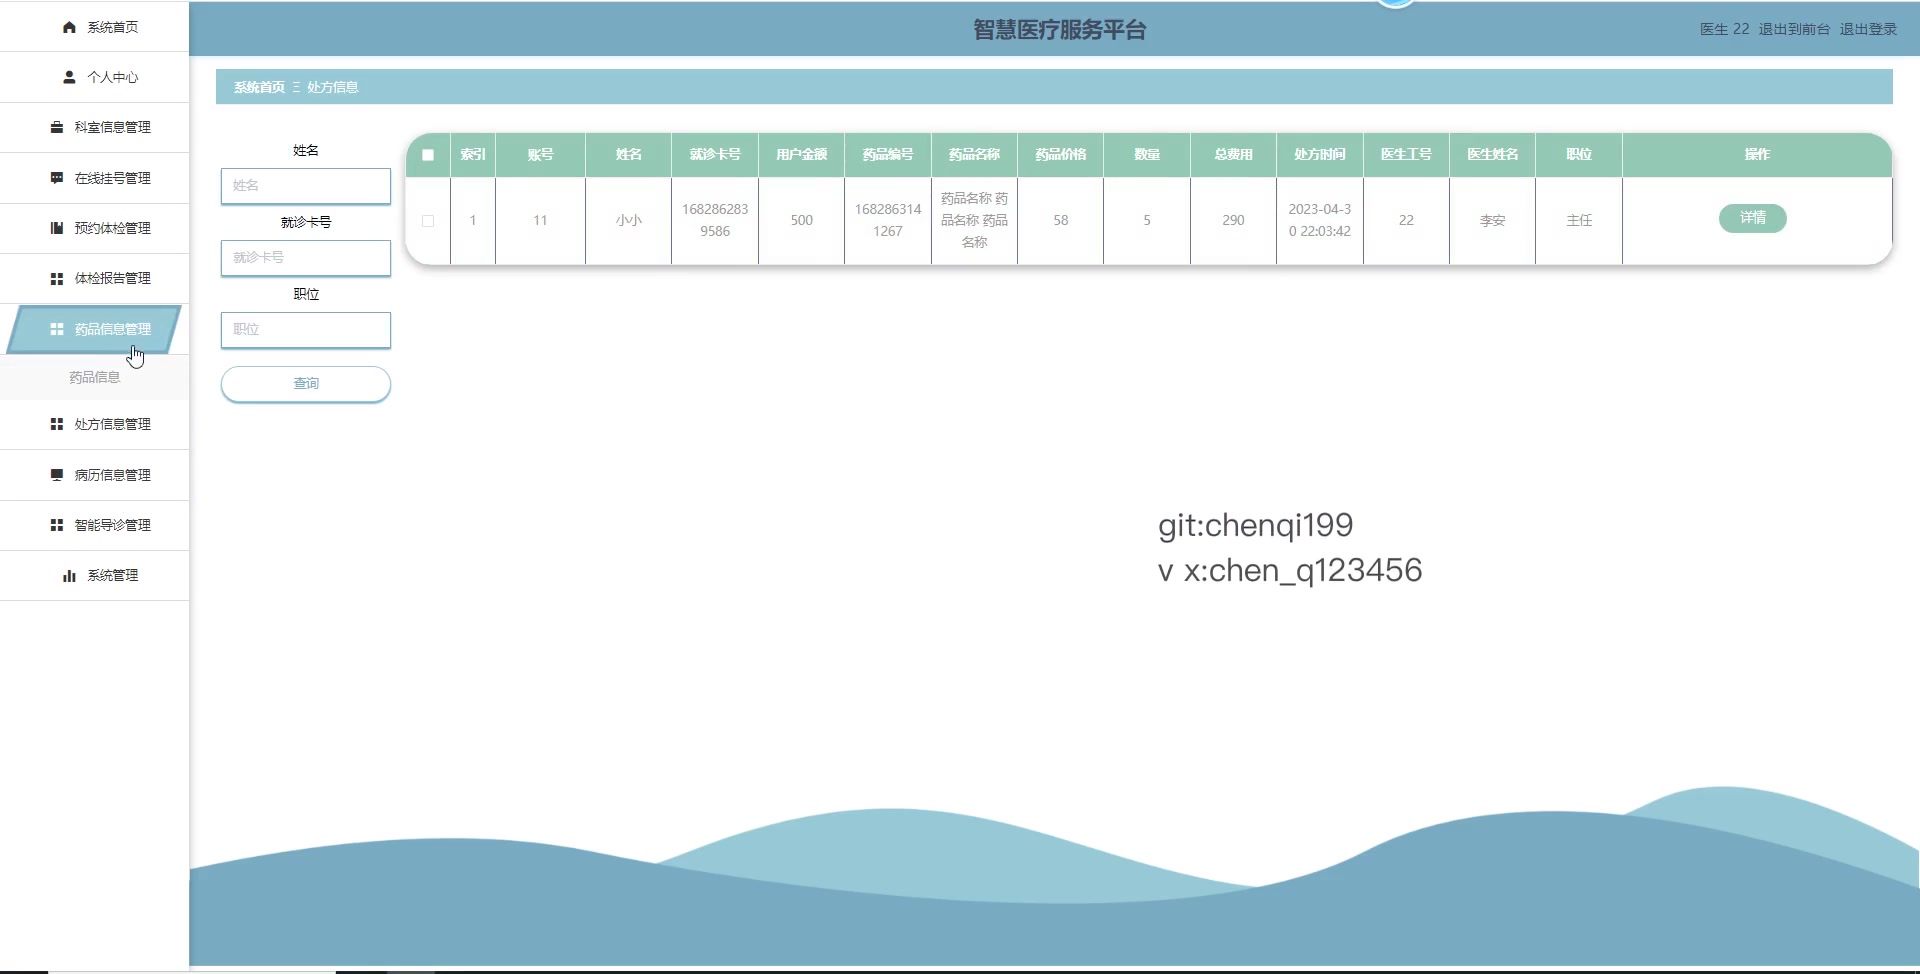 智慧医疗服务平台
医生 22 退出到前台 退出登录
系统首页
个人中心
科室信息管理
在线挂号管理
预约体检管理
体检报告管理
药品信息管理
药品信息
处方信息管理
病历信息管理
智能导诊管理
系统管理
系统首页 Ξ 处方信息
姓名
姓名
就诊卡号
就诊卡号
职位
职位
查询
索引 账号 姓名 就诊卡号 用户金额 药品编号 药品名称 药品价格 数量 总费用 处方时间 医生工号 医生姓名 职位 操作
1 11 小小 168286283 500 168286314 药品名称 药 58 5 290 2023-04-3 22 李安 主任 详情
9586 1267 品名称 药品 0 22:03:42
名称
git:chenqi199
v x:chen_q123456